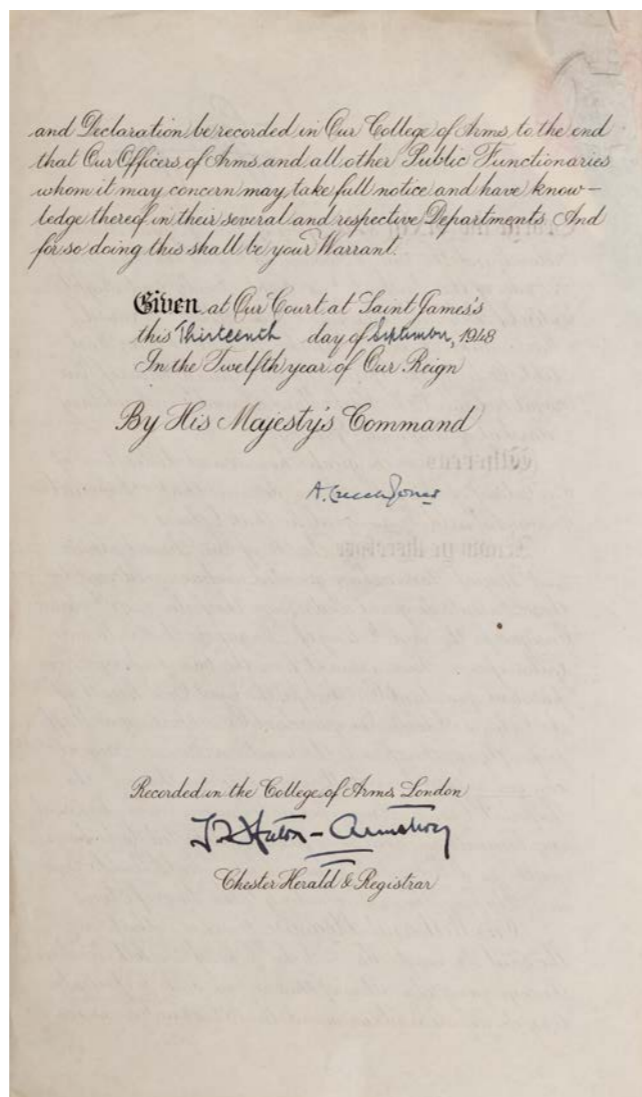 and Declaration be recorded in Our College of Arms, to the end
that Our Officers of Arms, and all other Public Functionaries
whom it may concern may take full notice and have know-
ledge thereof in their several and respective Departments. And
for so doing this shall be your Warrant.
Given at Our Court at Saint James's
this Thirteenth day of September, 1948
In the Twelfth year of Our Reign
By His Majesty's Command
A. Creech Jones
Recorded in the College of Arms London
J D Heaton-Armstrong
Chester Herald & Registrar